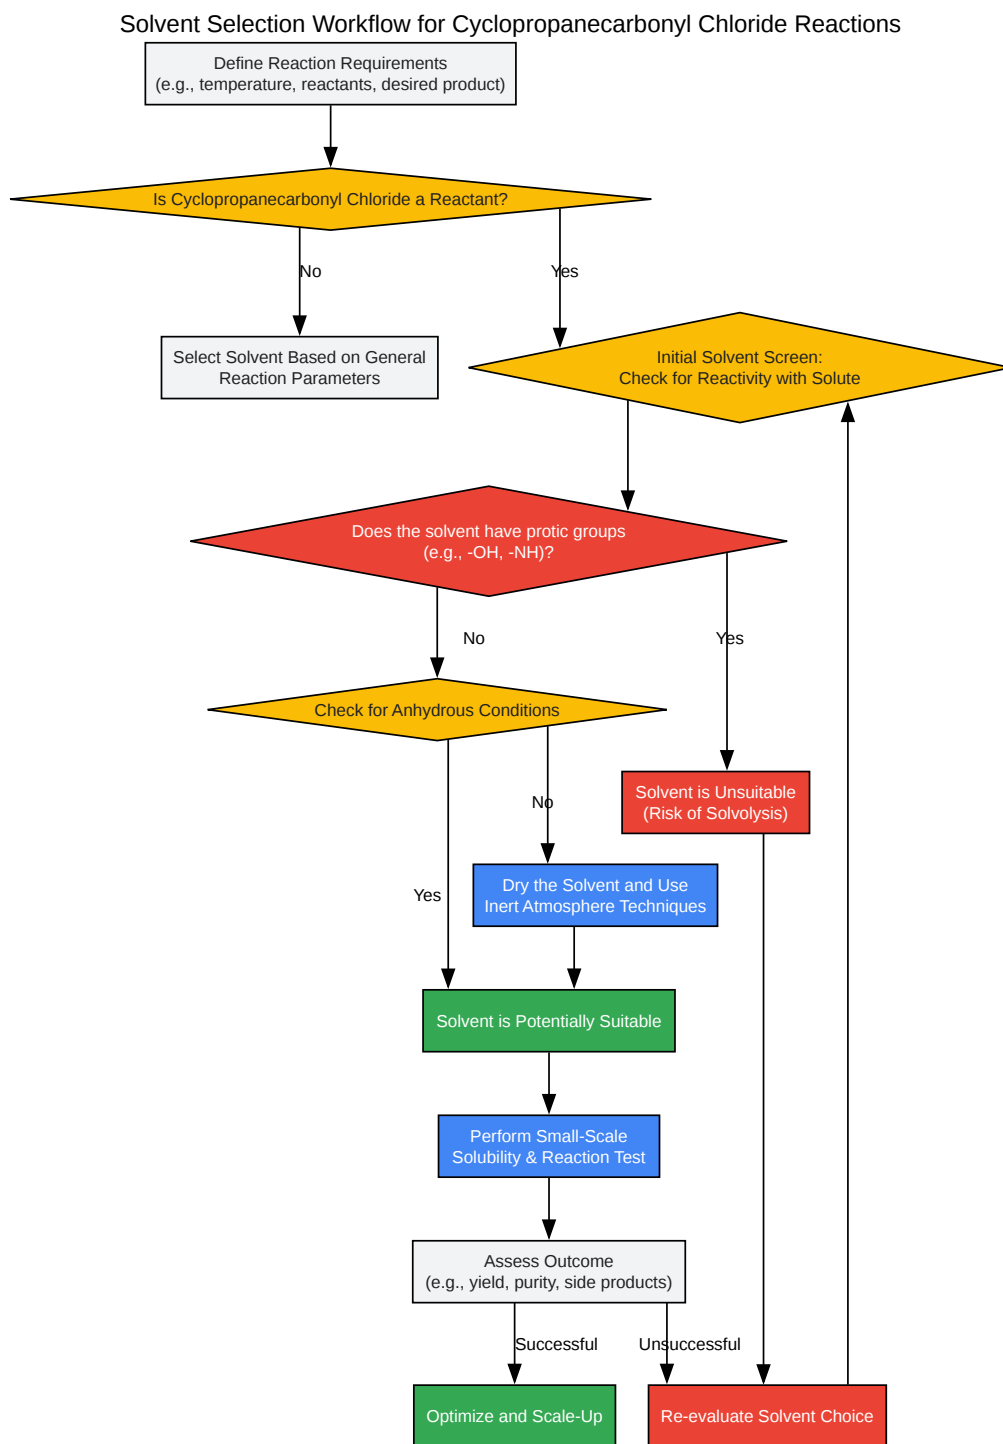 Solvent Selection Workflow for Cyclopropanecarbonyl Chloride Reactions
Define Reaction Requirements
(e.g., temperature, reactants, desired product)
Is Cyclopropanecarbonyl Chloride a Reactant?
No
Yes
Select Solvent Based on General
Reaction Parameters
Initial Solvent Screen:
Check for Reactivity with Solute
Does the solvent have protic groups
(e.g., -OH, -NH)?
No
Yes
Check for Anhydrous Conditions
Solvent is Unsuitable
(Risk of Solvolysis)
No
Yes
Dry the Solvent and Use
Inert Atmosphere Techniques
Solvent is Potentially Suitable
Perform Small-Scale
Solubility & Reaction Test
Assess Outcome
(e.g., yield, purity, side products)
Successful
Unsuccessful
Optimize and Scale-Up
Re-evaluate Solvent Choice